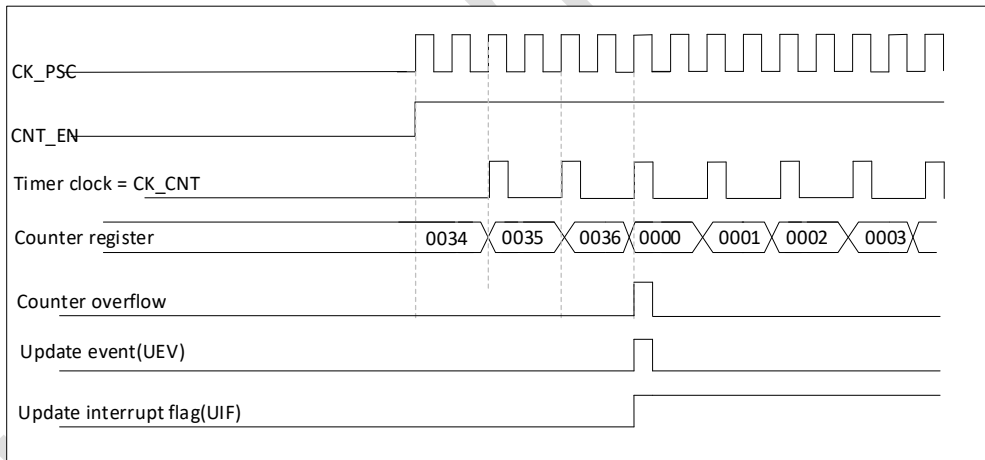 CK_PSC
CNT_EN
Timer clock = CK_CNT
Counter register 0034 0035 0036 0000 0001 0002 0003
Counter overflow
Update event(UEV)
Update interrupt flag(UIF)